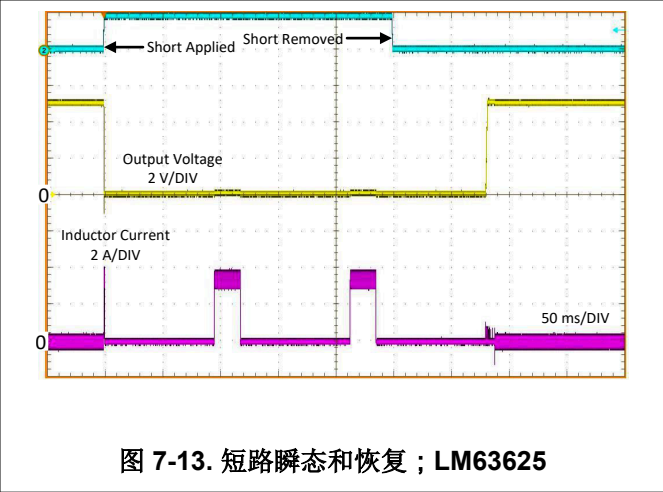 Short Applied
Short Removed
2
Output Voltage
2 V/DIV
0
Inductor Current
2 A/DIV
50 ms/DIV
0
图 7-13. 短路瞬态和恢复；LM63625